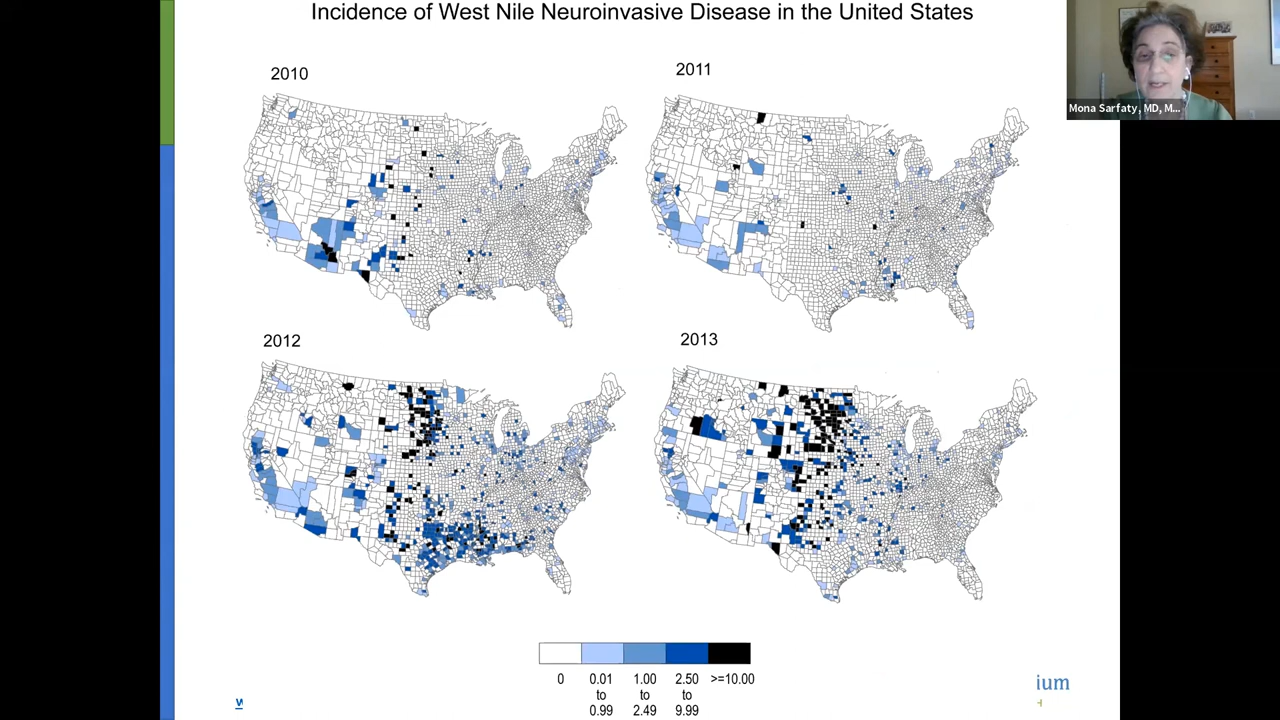 Incidence of West Nile Neuroinvasive Disease in the United States
Mona Sarfaty, MD, M...
2010
2011
2012
2013
0
0.01
to
0.99
1.00
to
2.49
2.50
to
9.99
>=10.00
w
ium